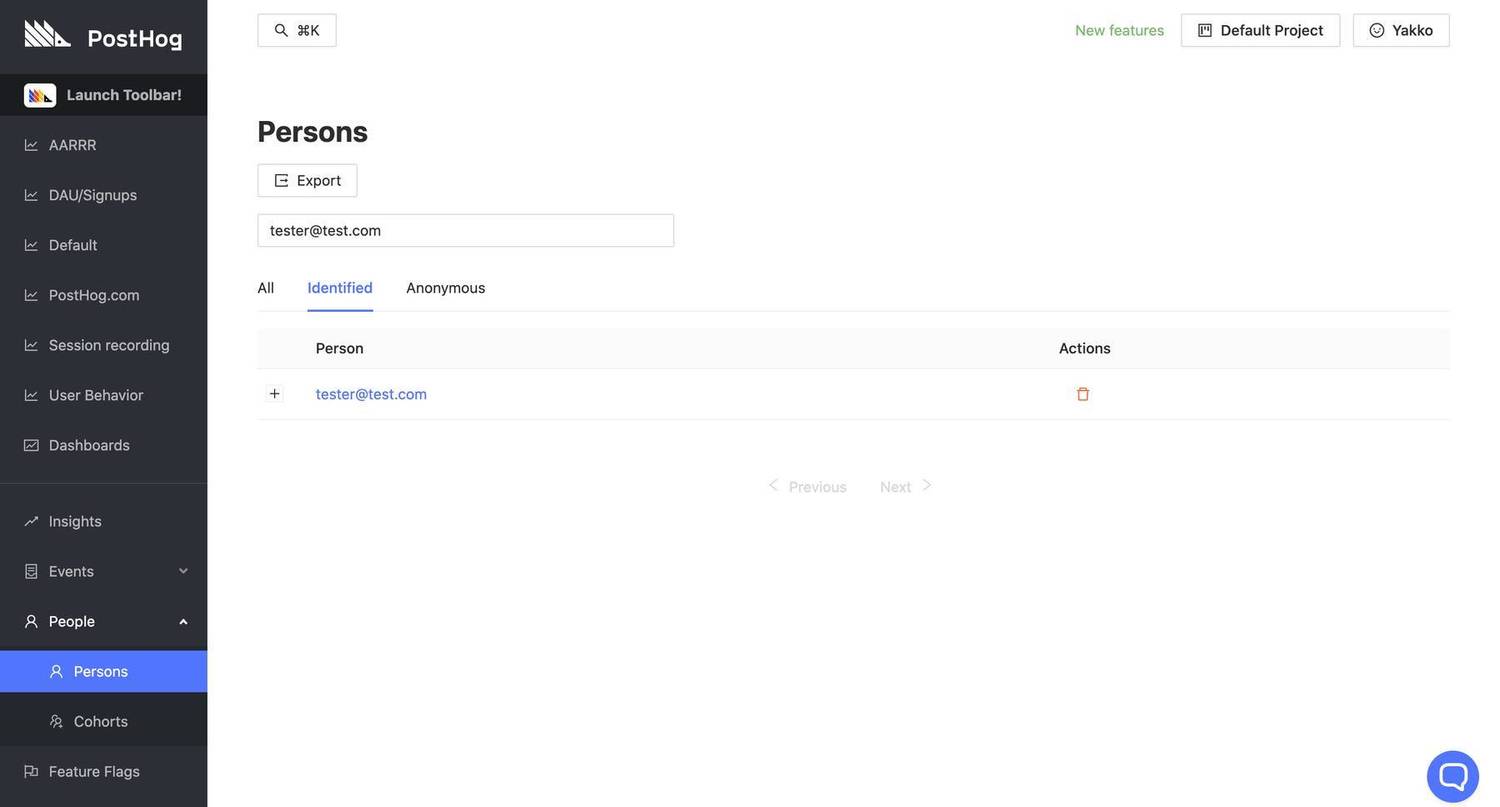 PostHog
Launch Toolbar!
AARRR
DAU/Signups
Default
PostHog.com
Session recording
User Behavior
Dashboards
Insights
Events
People
Persons
Cohorts
Feature Flags
⌘K
New features
Default Project
Yakko
Persons
Export
tester@test.com
All Identified Anonymous
Person Actions
tester@test.com
Previous Next